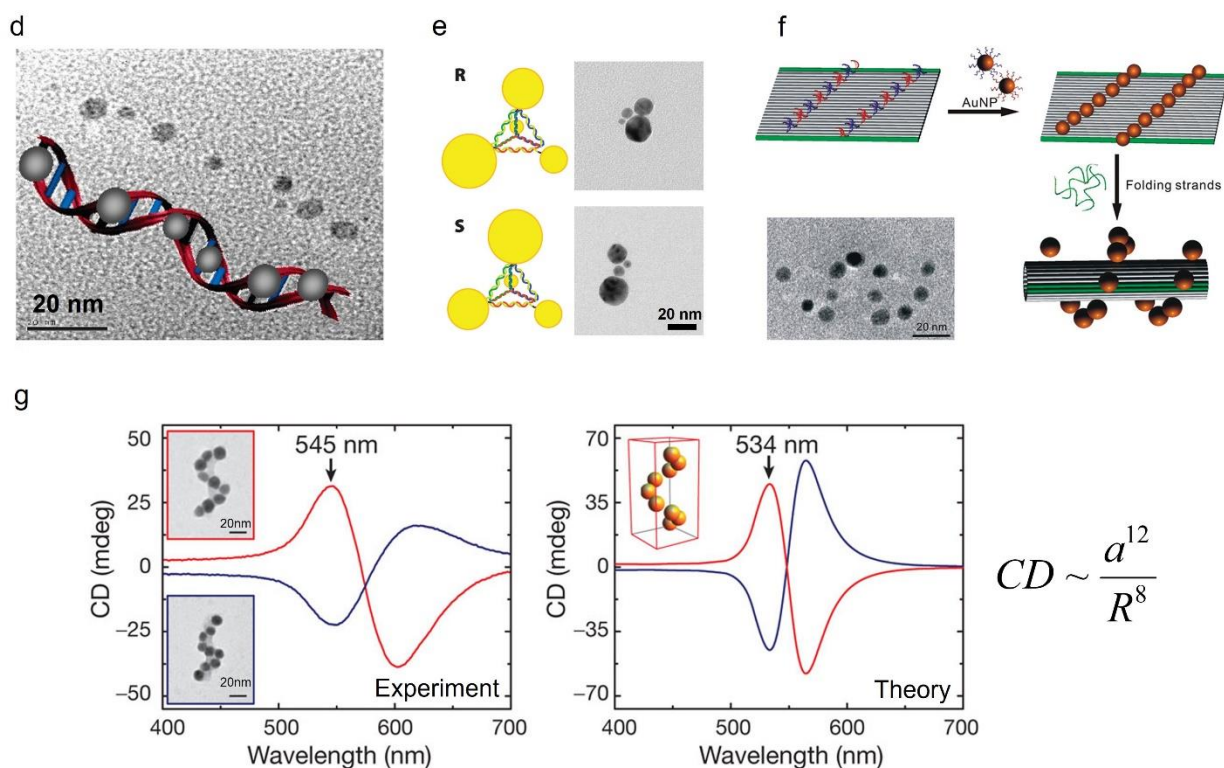 d
e
f
R
S
20 nm
20 nm
AuNP
Folding strands
20 nm
g
545 nm
534 nm
CD (mdeg)
50
25
0
−25
−50
20nm
20nm
Experiment
400
500
600
700
Wavelength (nm)
CD (mdeg)
70
35
0
−35
−70
Theory
400
500
600
700
Wavelength (nm)
CD ~ a^12 / R^8